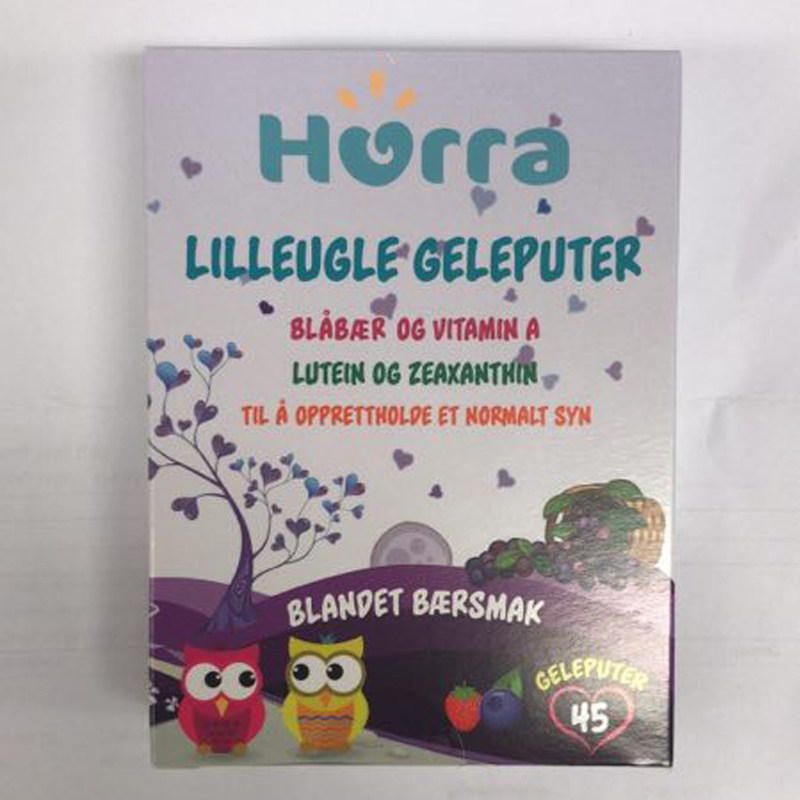 Hurra
LILLEUGLE GELEPUTER
BLÅBÆR OG VITAMIN A
LUTEIN OG ZEAXANTHIN
TIL Å OPPRETTHOLDE ET NORMALT SYN
BLANDET BÆRSMAK
GELEPUTER
45